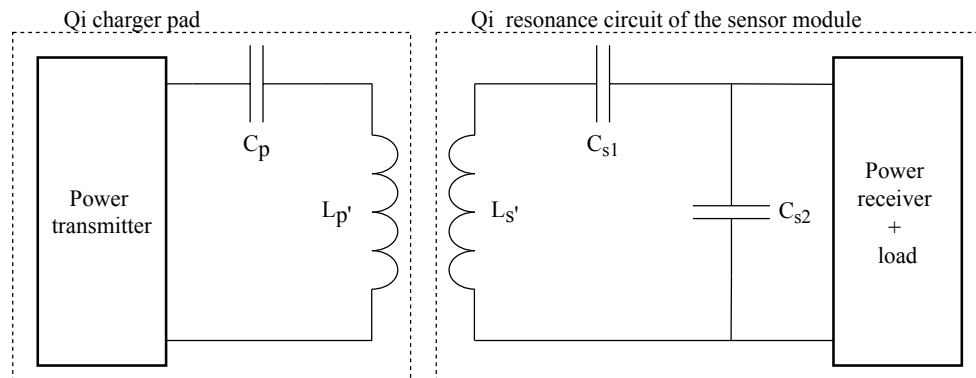 Qi charger pad
Qi resonance circuit of the sensor module
Cp
Cs1
Power
transmitter
Lp'
Ls'
Cs2
Power
receiver
+
load